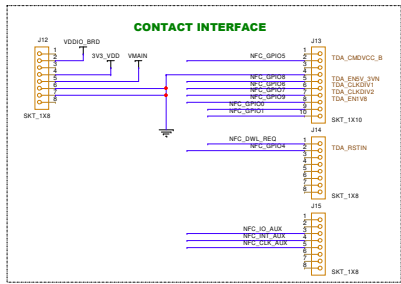 CONTACT INTERFACE
J12
VDDIO_BRD
3V3_VDD
VMAIN
1
2
3
4
5
6
7
8
SKT_1X8
J13
NFC_GPIO5
NFC_GPIO8
NFC_GPIO6
NFC_GPIO7
NFC_GPIO9
NFC_GPIO0
NFC_GPIO1
1
2
3
4
5
6
7
8
9
10
TDA_CMDVCC_B
TDA_EN5V_3VN
TDA_CLKDIV1
TDA_CLKDIV2
TDA_EN1V8
SKT_1X10
J14
NFC_DWL_REQ
NFC_GPIO4
1
2
3
4
5
6
7
8
TDA_RSTIN
SKT_1X8
J15
NFC_IO_AUX
NFC_INT_AUX
NFC_CLK_AUX
1
2
3
4
5
6
7
8
SKT_1X8